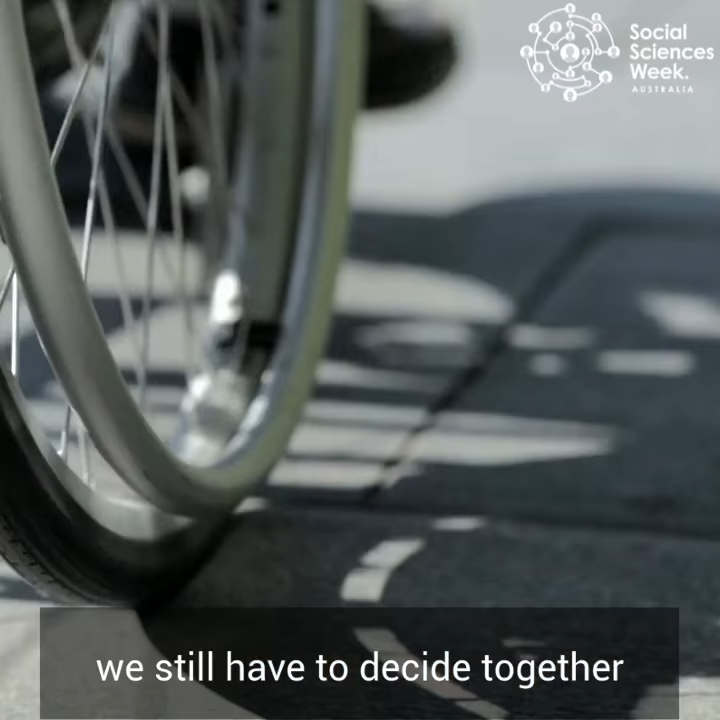 Social
Sciences
Week.
AUSTRALIA
we still have to decide together